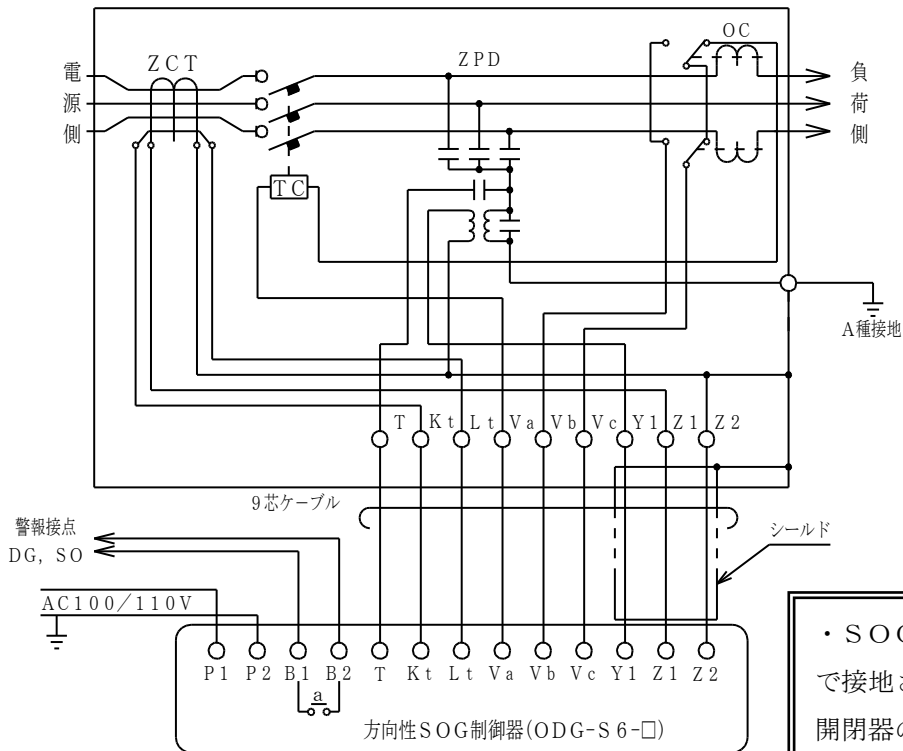 ZCT
ZPD
OC
電
源
側
負
荷
側
TC
A種接地
T Kt Lt Va Vb Vc Y1 Z1 Z2
9芯ケーブル
警報接点
DG, SO
シールド
AC100/110V
P1 P2 B1 B2 T Kt Lt Va Vb Vc Y1 Z1 Z2
a
方向性SOG制御器(ODG-S6-□)
・SOG
で接地さ
開閉器の